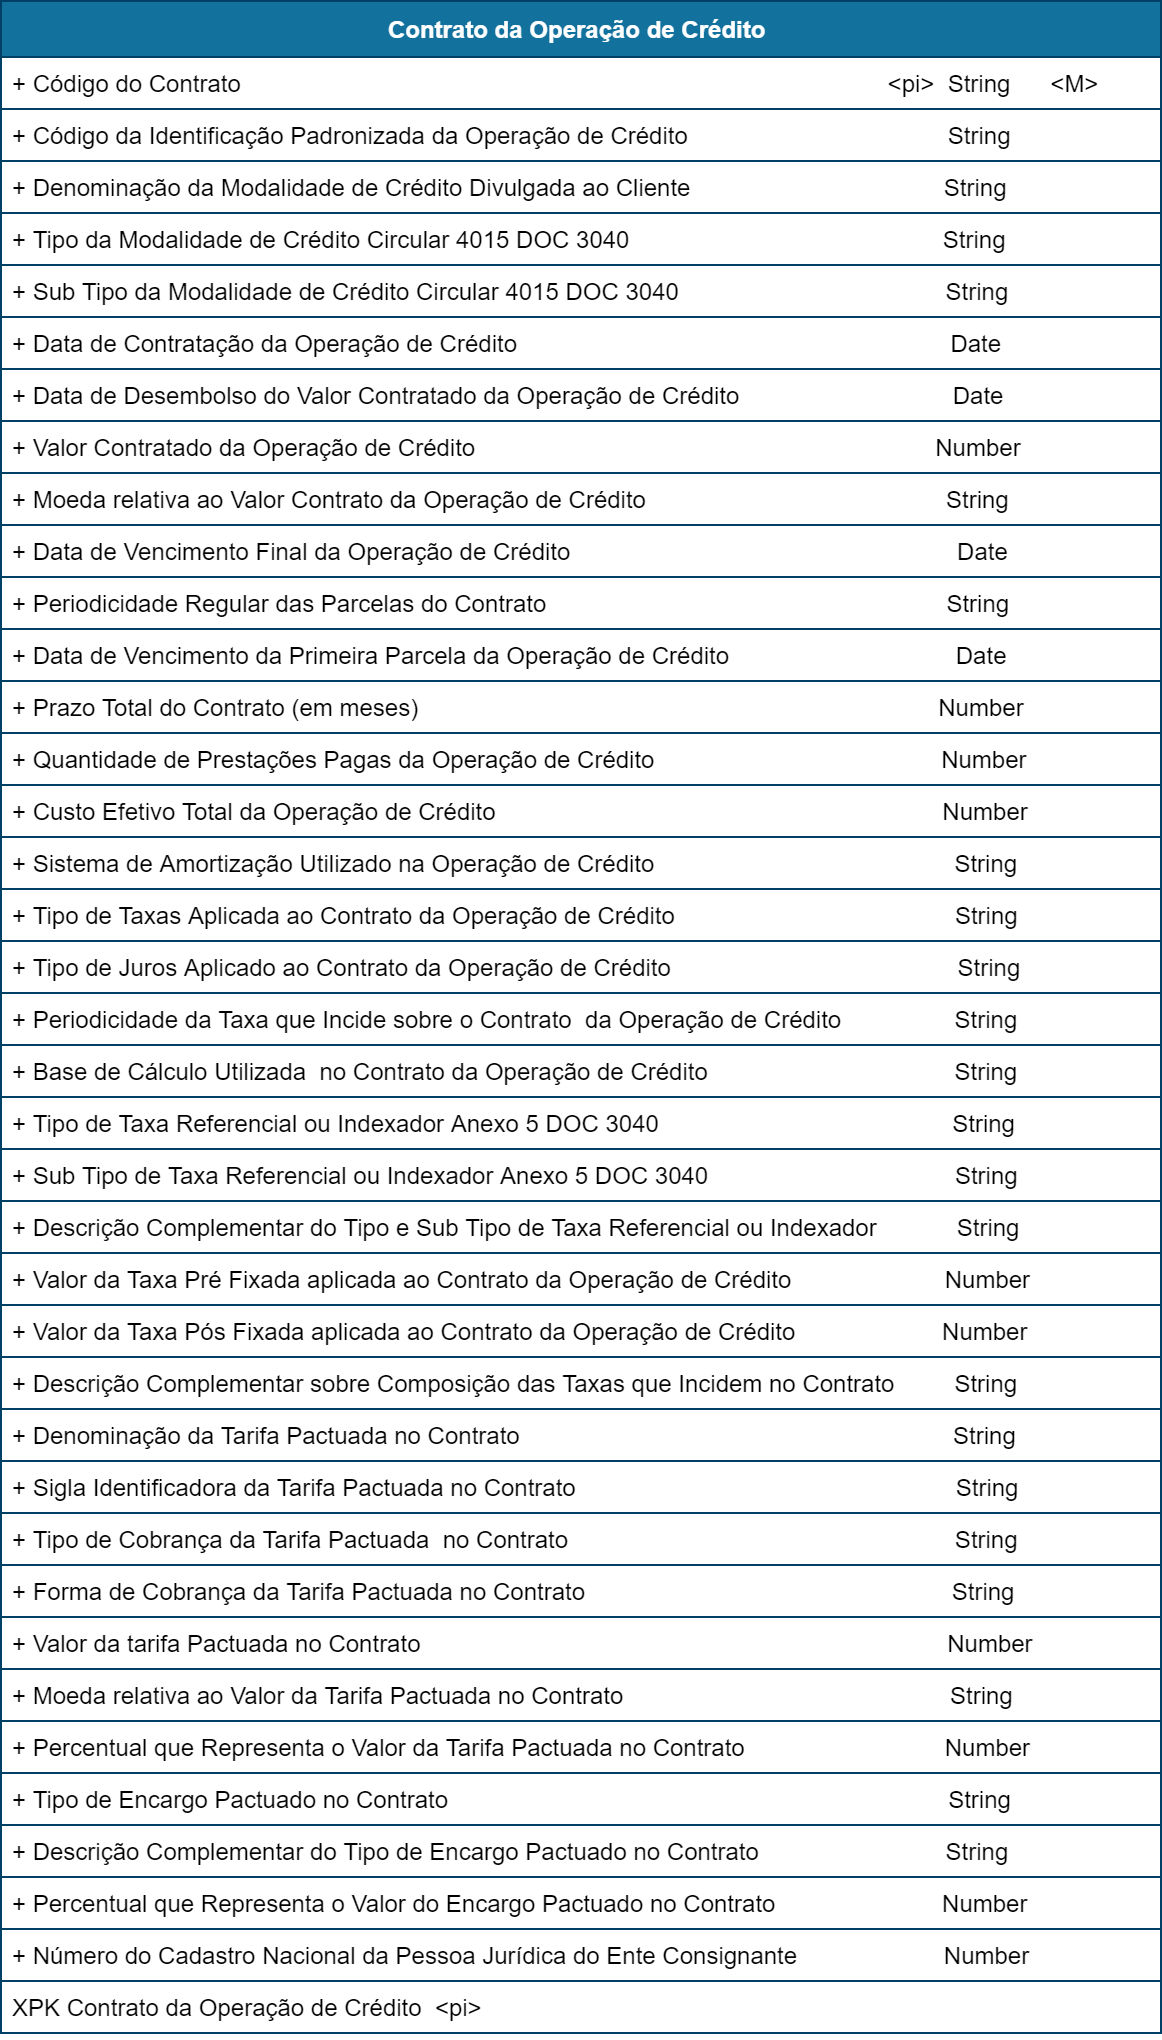 Contrato da Operação de Crédito
+ Código do Contrato <pi> String <M>
+ Código da Identificação Padronizada da Operação de Crédito String
+ Denominação da Modalidade de Crédito Divulgada ao Cliente String
+ Tipo da Modalidade de Crédito Circular 4015 DOC 3040 String
+ Sub Tipo da Modalidade de Crédito Circular 4015 DOC 3040 String
+ Data de Contratação da Operação de Crédito Date
+ Data de Desembolso do Valor Contratado da Operação de Crédito Date
+ Valor Contratado da Operação de Crédito Number
+ Moeda relativa ao Valor Contrato da Operação de Crédito String
+ Data de Vencimento Final da Operação de Crédito Date
+ Periodicidade Regular das Parcelas do Contrato String
+ Data de Vencimento da Primeira Parcela da Operação de Crédito Date
+ Prazo Total do Contrato (em meses) Number
+ Quantidade de Prestações Pagas da Operação de Crédito Number
+ Custo Efetivo Total da Operação de Crédito Number
+ Sistema de Amortização Utilizado na Operação de Crédito String
+ Tipo de Taxas Aplicada ao Contrato da Operação de Crédito String
+ Tipo de Juros Aplicado ao Contrato da Operação de Crédito String
+ Periodicidade da Taxa que Incide sobre o Contrato da Operação de Crédito String
+ Base de Cálculo Utilizada no Contrato da Operação de Crédito String
+ Tipo de Taxa Referencial ou Indexador Anexo 5 DOC 3040 String
+ Sub Tipo de Taxa Referencial ou Indexador Anexo 5 DOC 3040 String
+ Descrição Complementar do Tipo e Sub Tipo de Taxa Referencial ou Indexador String
+ Valor da Taxa Pré Fixada aplicada ao Contrato da Operação de Crédito Number
+ Valor da Taxa Pós Fixada aplicada ao Contrato da Operação de Crédito Number
+ Descrição Complementar sobre Composição das Taxas que Incidem no Contrato String
+ Denominação da Tarifa Pactuada no Contrato String
+ Sigla Identificadora da Tarifa Pactuada no Contrato String
+ Tipo de Cobrança da Tarifa Pactuada no Contrato String
+ Forma de Cobrança da Tarifa Pactuada no Contrato String
+ Valor da tarifa Pactuada no Contrato Number
+ Moeda relativa ao Valor da Tarifa Pactuada no Contrato String
+ Percentual que Representa o Valor da Tarifa Pactuada no Contrato Number
+ Tipo de Encargo Pactuado no Contrato String
+ Descrição Complementar do Tipo de Encargo Pactuado no Contrato String
+ Percentual que Representa o Valor do Encargo Pactuado no Contrato Number
+ Número do Cadastro Nacional da Pessoa Jurídica do Ente Consignante Number
XPK Contrato da Operação de Crédito <pi>